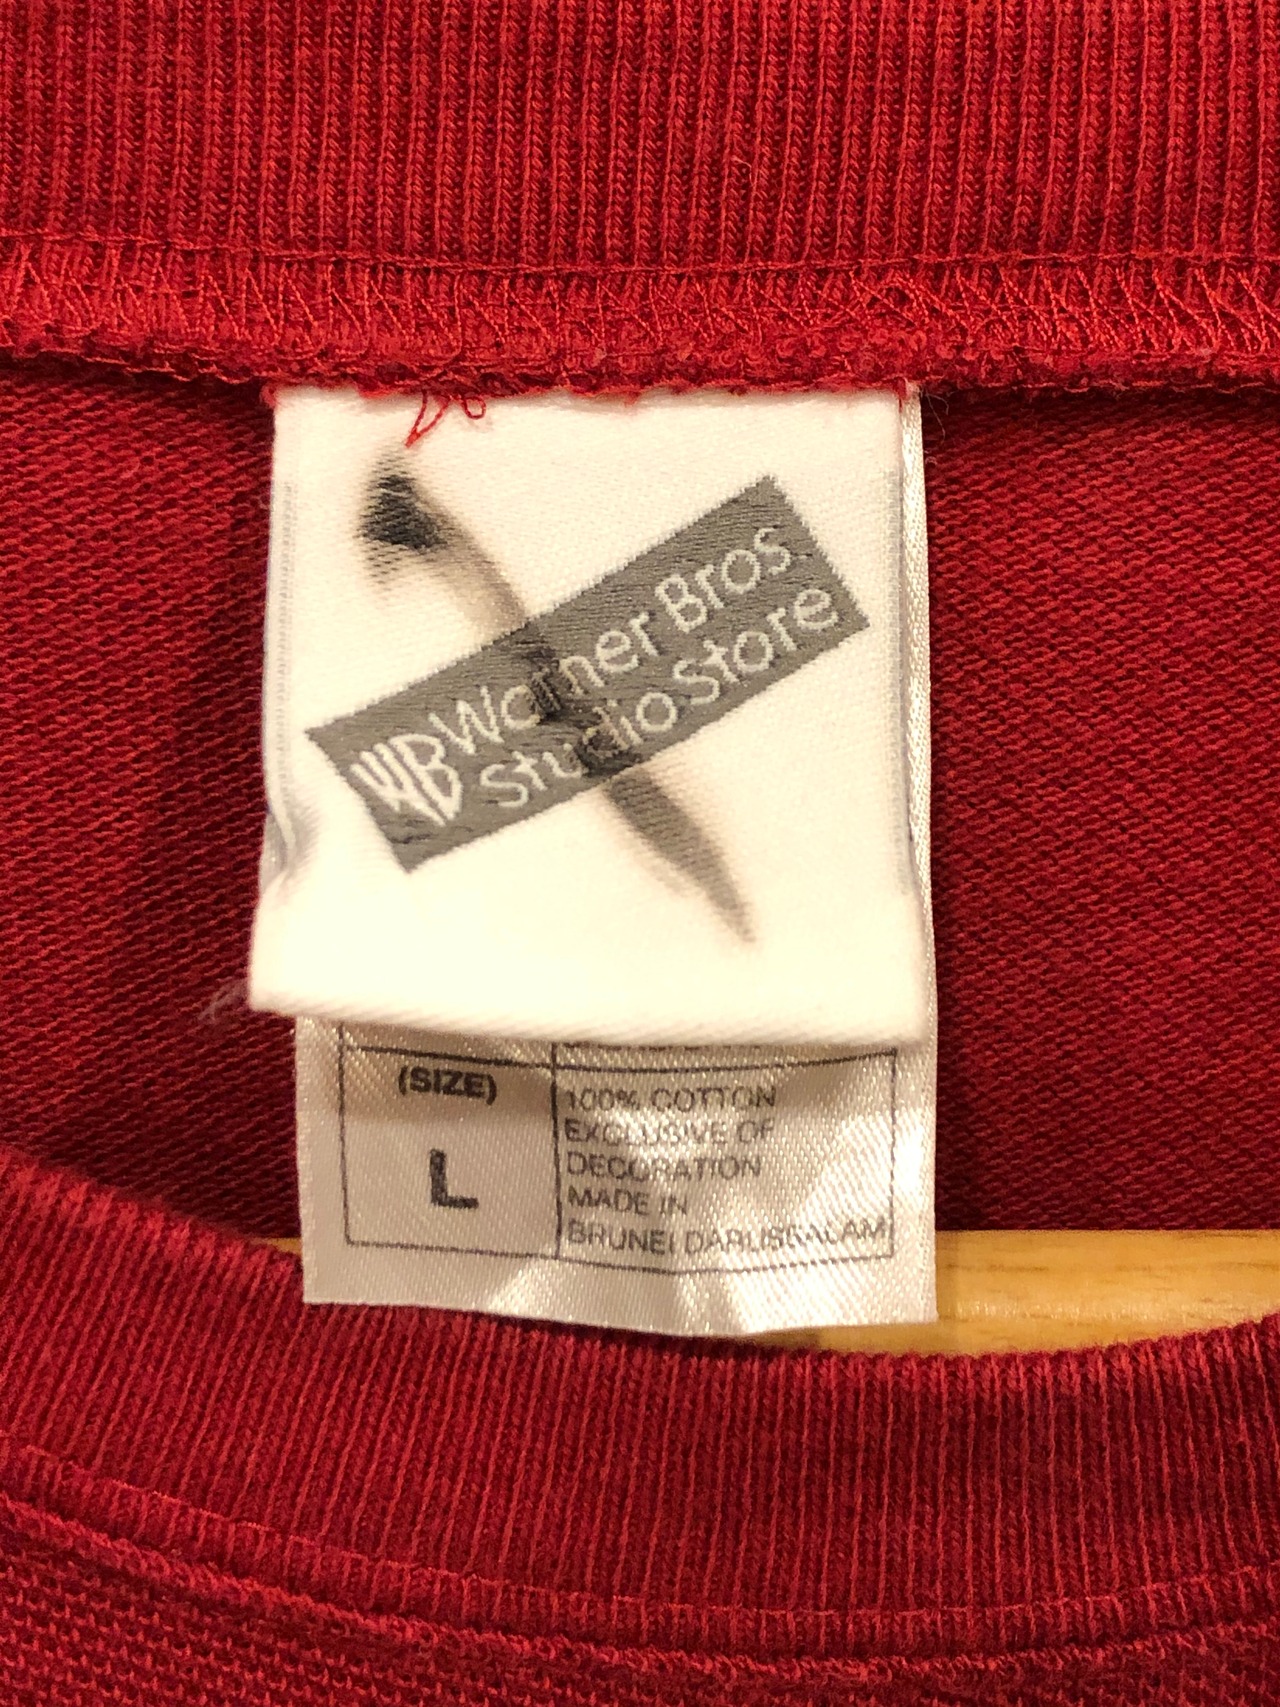 WB Warner Bros
Studio Store
(SIZE)
L
100% COTTON
EXCLUSIVE OF
DECORATION
MADE IN
BRUNEI DARUSSALAM